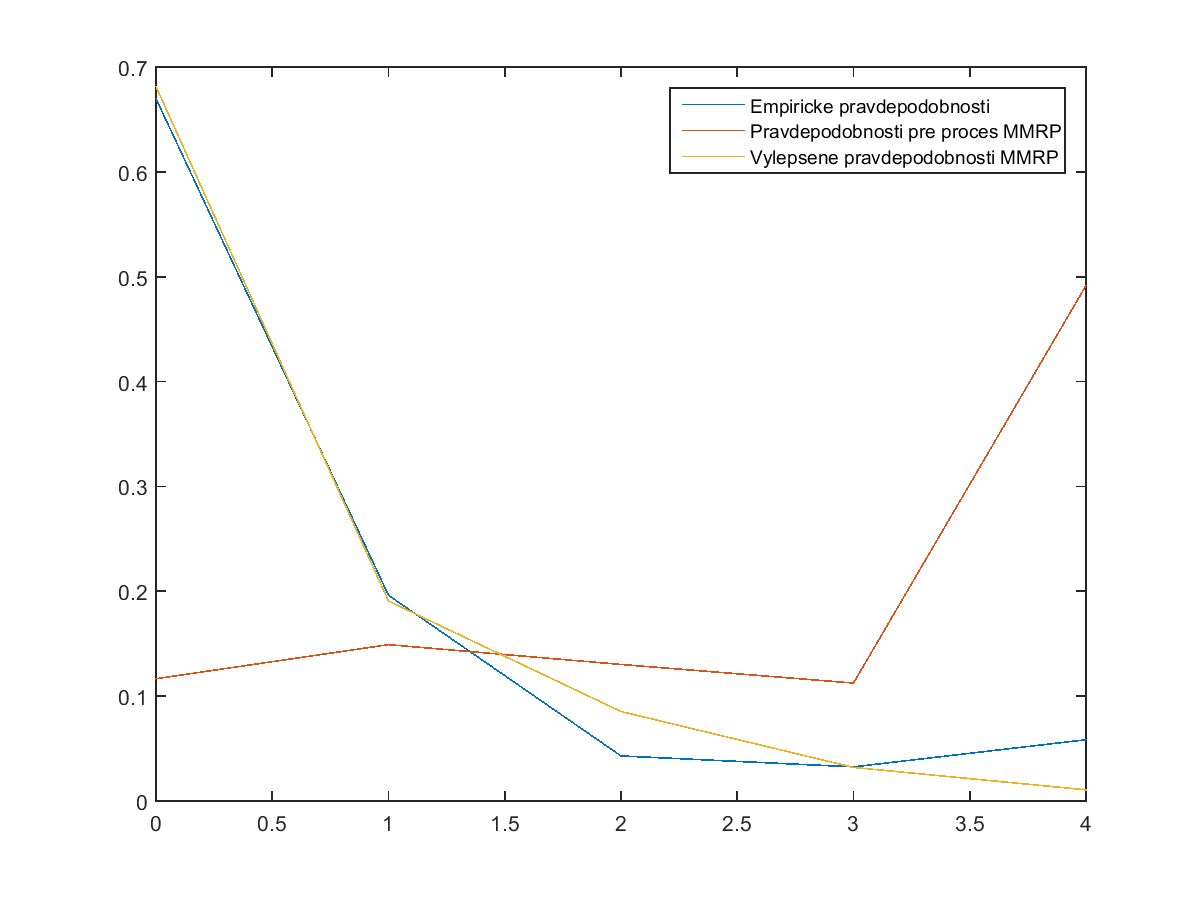 0.7
0.6
0.5
0.4
0.3
0.2
0.1
0
0 0.5 1 1.5 2 2.5 3 3.5 4
Empiricke pravdepodobnosti
Pravdepodobnosti pre proces MMRP
Vylepsene pravdepodobnosti MMRP